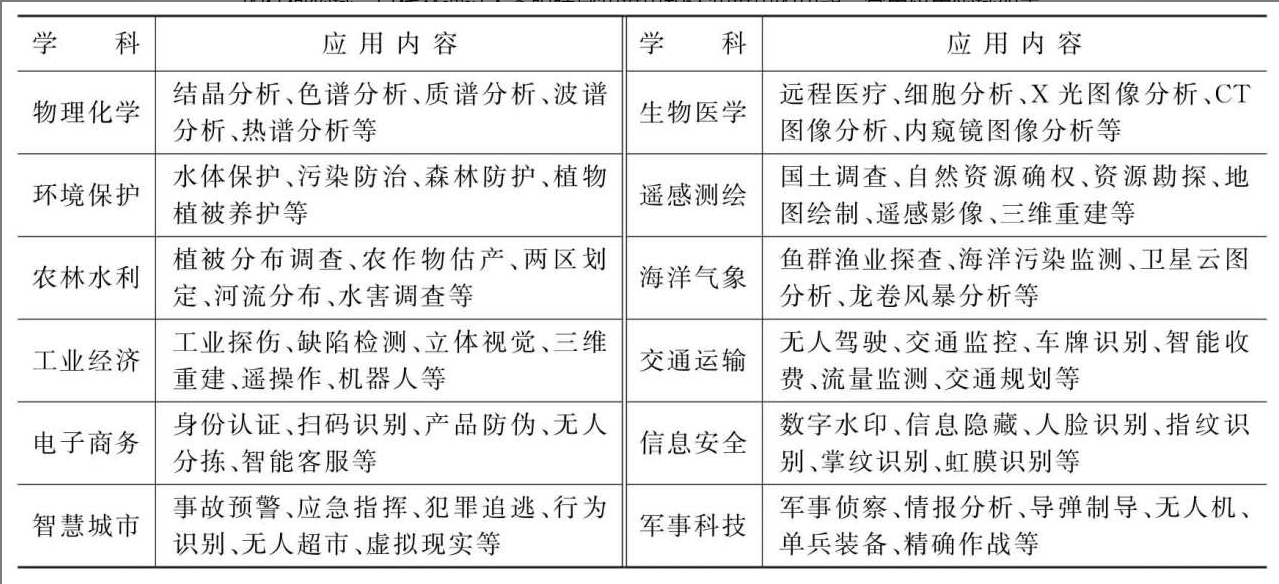 学 科 应用内容 学 科 应用内容
物理化学 结晶分析、色谱分析、质谱分析、波谱
分析、热谱分析等
生物医学 远程医疗、细胞分析、X光图像分析、CT
图像分析、内窥镜图像分析等
环境保护 水体保护、污染防治、森林防护、植物
植被养护等
遥感测绘 国土调查、自然资源确权、资源勘探、地
图绘制、遥感影像、三维重建等
农林水利 植被分布调查、农作物估产、两区划
定、河流分布、水害调查等
海洋气象 鱼群渔业探查、海洋污染监测、卫星云图
分析、龙卷风暴分析等
工业经济 工业探伤、缺陷检测、立体视觉、三维
重建、遥操作、机器人等
交通运输 无人驾驶、交通监控、车牌识别、智能收
费、流量监测、交通规划等
电子商务 身份认证、扫码识别、产品防伪、无人
分拣、智能客服等
信息安全 数字水印、信息隐藏、人脸识别、指纹识
别、掌纹识别、虹膜识别等
智慧城市 事故预警、应急指挥、犯罪追逃、行为
识别、无人超市、虚拟现实等
军事科技 军事侦察、情报分析、导弹制导、无人机、
单兵装备、精确作战等